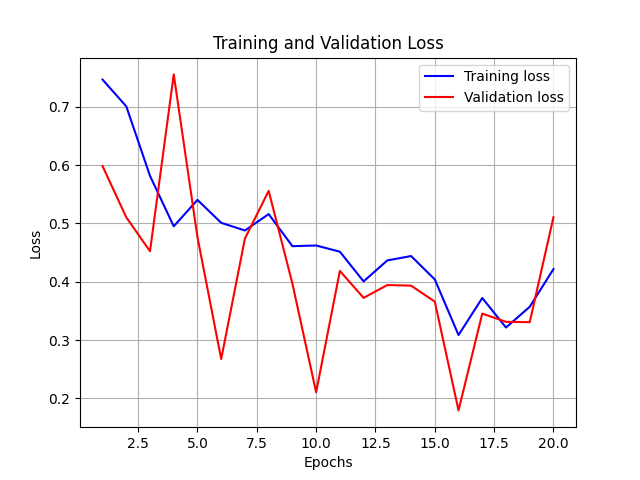 Training and Validation Loss
Training loss
Validation loss
Loss
0.7
0.6
0.5
0.4
0.3
0.2
2.5 5.0 7.5 10.0 12.5 15.0 17.5 20.0
Epochs